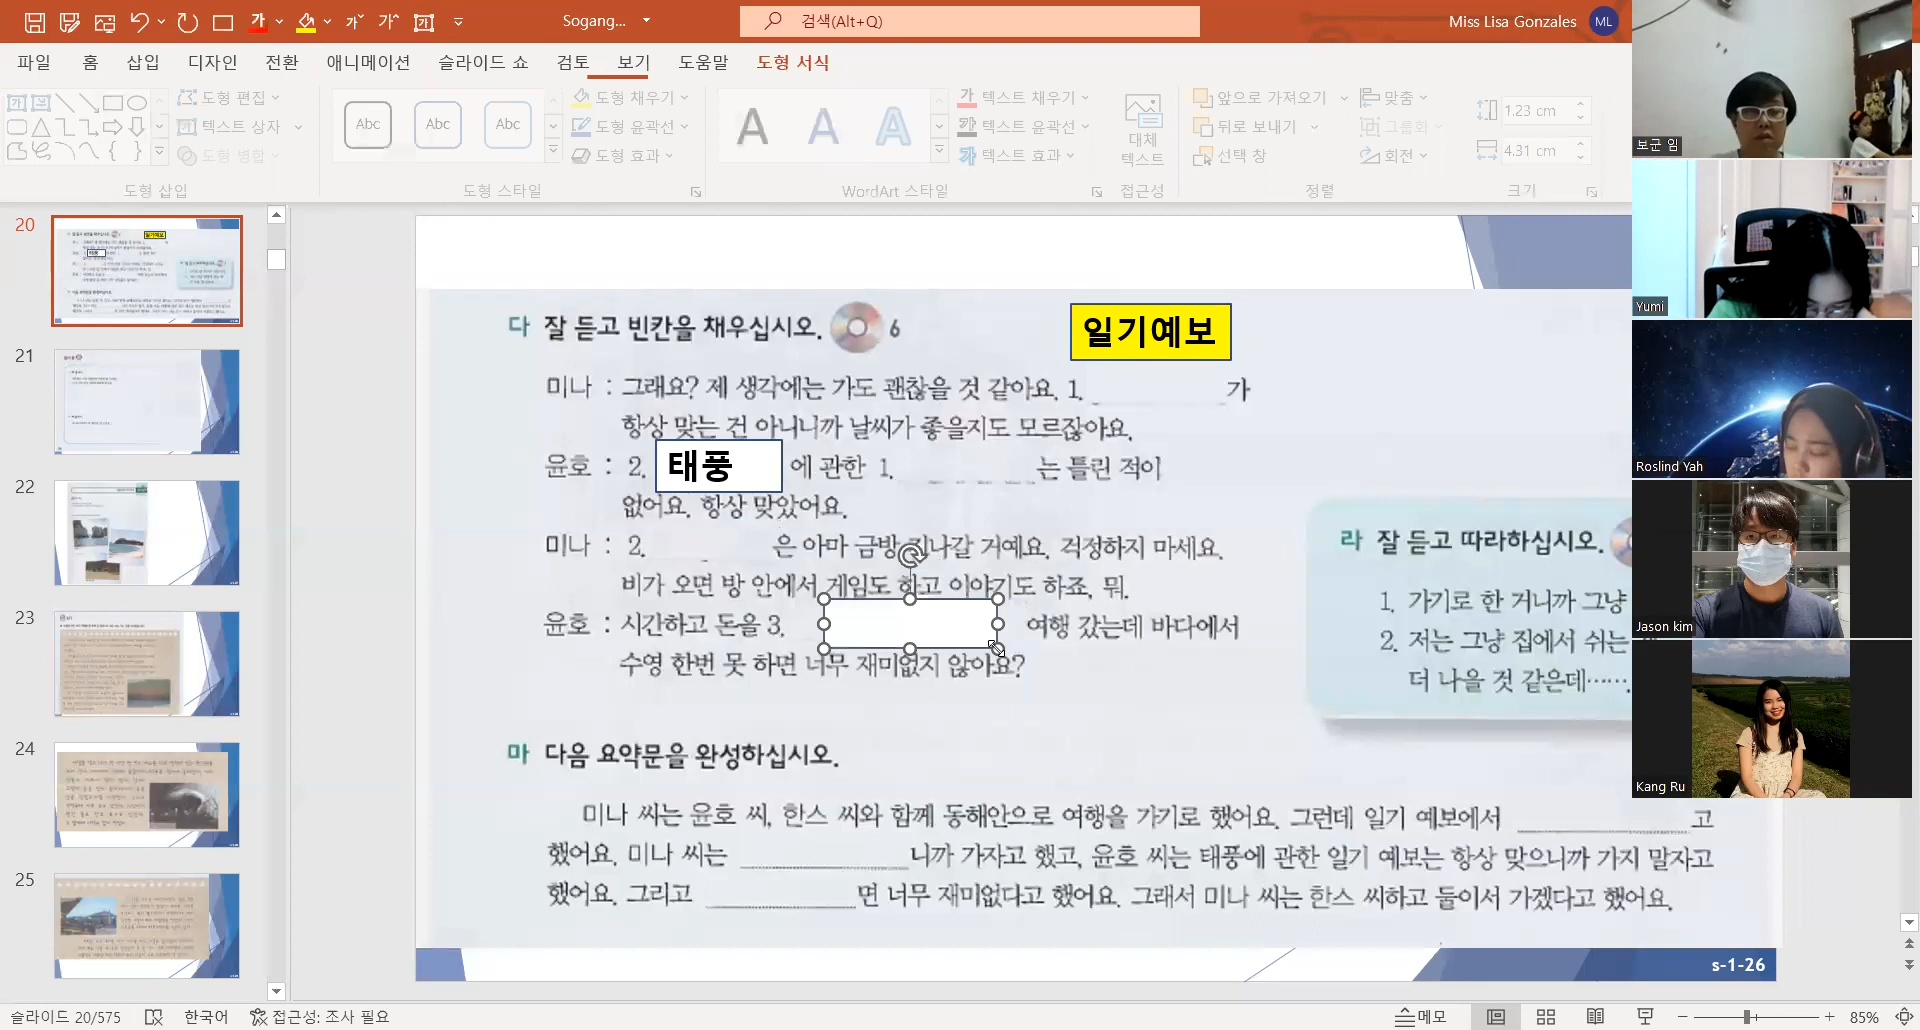 Sogang...
검색(Alt+Q)
Miss Lisa Gonzales
ML
파일 홈 삽입 디자인 전환 애니메이션 슬라이드 쇼 검토 보기 도움말 도형 서식
도형 편집
텍스트 상자
도형 병합
도형 삽입
Abc Abc Abc
도형 채우기
도형 윤곽선
도형 효과
도형 스타일
A A A
텍스트 채우기
텍스트 윤곽선
텍스트 효과
WordArt 스타일
대체
텍스트
접근성
앞으로 가져오기
뒤로 보내기
선택 창
맞춤
그룹화
회전
정렬
1.23 cm
4.31 cm
크기
20
21
22
23
24
25
다 잘 듣고 빈칸을 채우십시오. 6
일기예보
미나 : 그래요? 제 생각에는 가도 괜찮을 것 같아요. 1. 가
항상 맞는 건 아니니까 날씨가 좋을지도 모르잖아요.
윤호 : 2. 태풍 에 관한 1. 는 틀린 적이
없어요. 항상 맞았어요.
미나 : 2. 은 아마 금방 지나갈 거예요. 걱정하지 마세요.
비가 오면 방 안에서 게임도 하고 이야기도 하죠, 뭐.
윤호 : 시간하고 돈을 3. 여행 갔는데 바다에서
수영 한번 못 하면 너무 재미없지 않아요?
라 잘 듣고 따라하십시오.
1. 가기로 한 거니까 그냥
2. 저는 그냥 집에서 쉬는
더 나을 것 같은데……
마 다음 요약문을 완성하십시오.
미나 씨는 윤호 씨, 한스 씨와 함께 동해안으로 여행을 가기로 했어요. 그런데 일기 예보에서 고
했어요. 미나 씨는 니까 가자고 했고, 윤호 씨는 태풍에 관한 일기 예보는 항상 맞으니까 가지 말자고
했어요. 그리고 면 너무 재미없다고 했어요. 그래서 미나 씨는 한스 씨하고 둘이서 가겠다고 했어요.
s-1-26
보군 임
Yumi
Roslind Yah
Jason kim
Kang Ru
슬라이드 20/575 한국어 접근성: 조사 필요
메모
85%